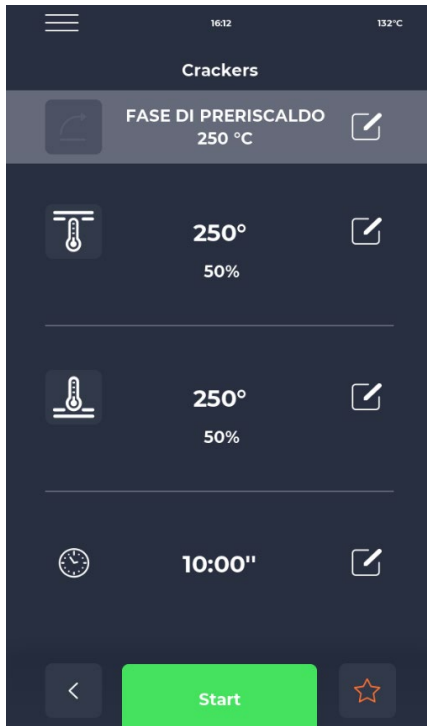 16:12
132°C
Crackers
FASE DI PRERISCALDO
250 °C
250°
50%
250°
50%
10:00''
Start